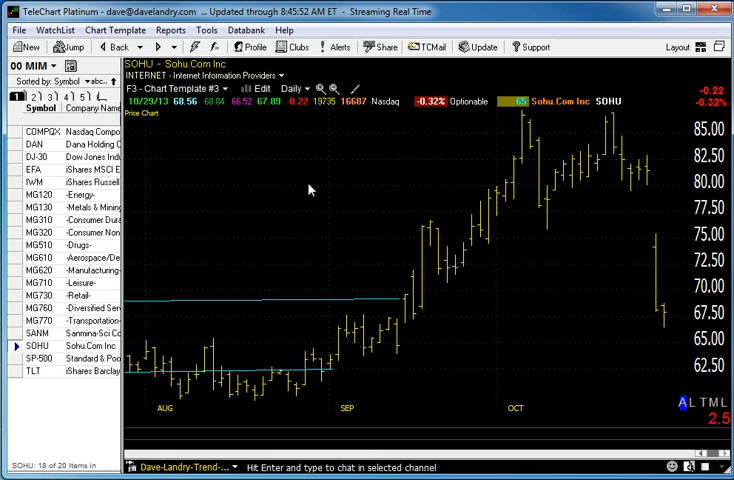 TeleChart Platinum - dave@davelandry.com ... Updated through 8:45:52 AM ET - Streaming Real Time
File WatchList Chart Template Reports Tools Databank Help
New Jump Back Profile Clubs Alerts Share TCMail Update Support Layout
00 MIM
Sorted by: Symbol abc...
1 2 3 4 5
Symbol Company Name
COMPQX Nasdaq Compo
DAN Dana Holding C
DJ-30 Dow Jones Ind
EFA iShares MSCI E
IWM iShares Russell
MG120 -Energy-
MG130 -Metals & Mining
MG310 -Consumer Dura
MG320 -Consumer Non
MG510 -Drugs-
MG610 -Aerospace/De
MG620 -Manufacturing-
MG710 -Leisure-
MG730 -Retail-
MG760 -Diversified Serv
MG770 -Transportation-
SANM Sanmina-Sci Co
SOHU Sohu.Com Inc
SP-500 Standard & Poo
TLT iShares Barclay
SOHU: 18 of 20 Items in
SOHU - Sohu.Com Inc
INTERNET - Internet Information Providers
F3 - Chart Template #3 Edit Daily
10/29/13 68.56 68.84 66.52 67.89 -0.22 19735 16687 Nasdaq -0.32% Optionable 65 Sohu.Com Inc SOHU
Price Chart
-0.22
-0.32%
85.00
82.50
80.00
77.50
75.00
72.50
70.00
67.50
65.00
62.50
AUG SEP OCT
A L T M L
2.5
Dave-Landry-Trend-... Hit Enter and type to chat in selected channel